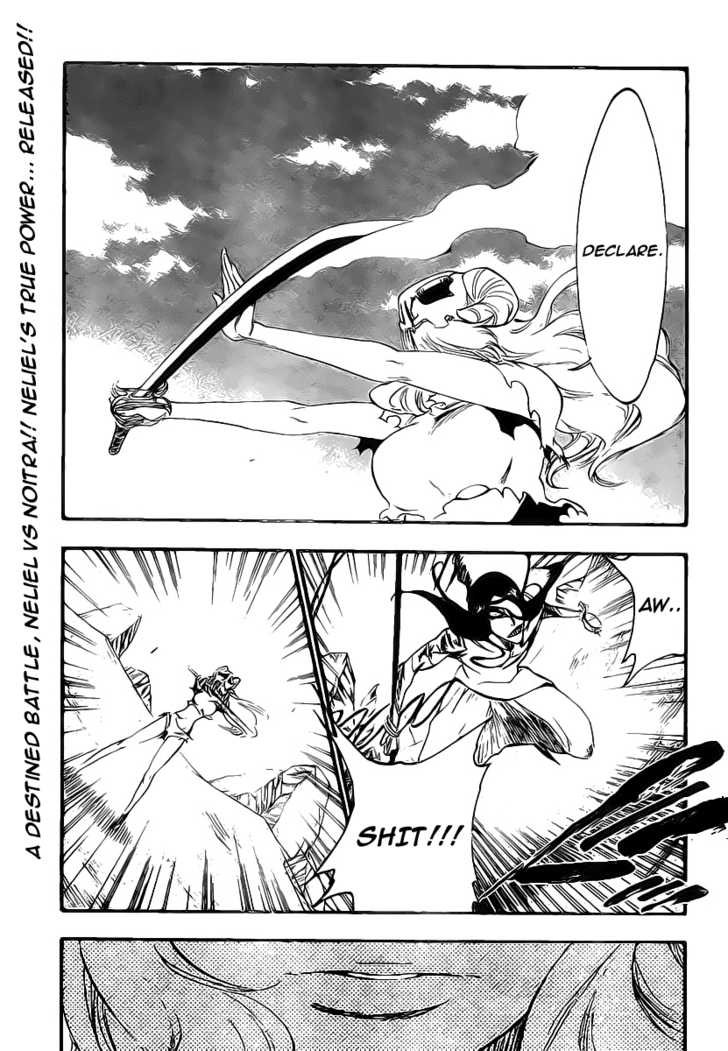 A DESTINED BATTLE, NELIEL VS NOITRA!! NELIEL'S TRUE POWER... RELEASED!!
DECLARE.
AW..
SHIT!!!